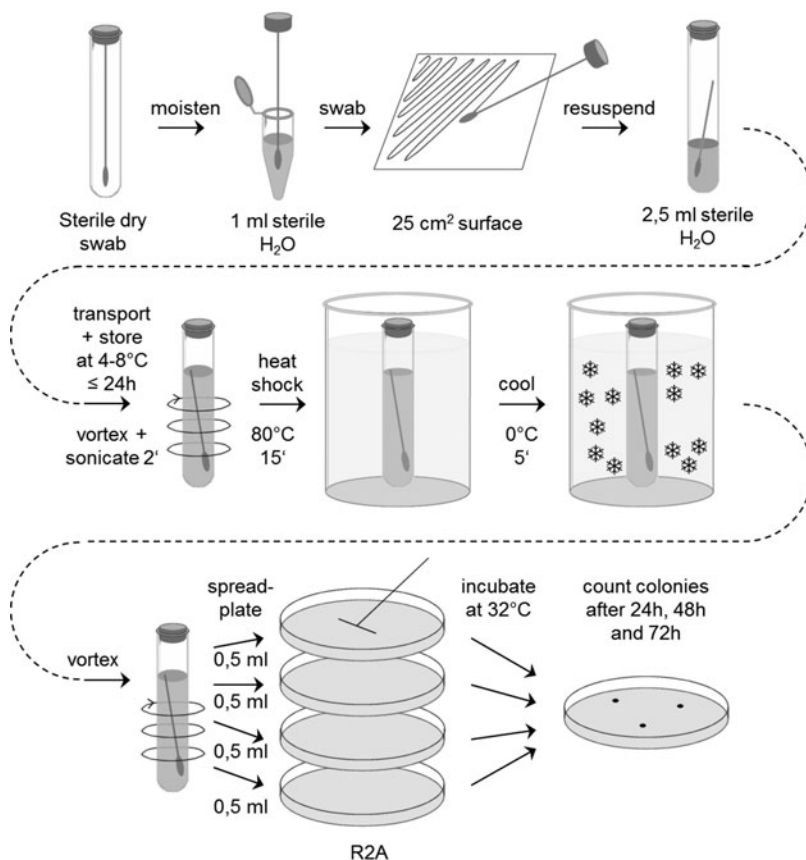 moisten
swab
resuspend
Sterile dry
swab
1 ml sterile
H₂O
25 cm² surface
2,5 ml sterile
H₂O
transport
+ store
at 4-8°C
≤ 24h
vortex +
sonicate 2‘
heat
shock
80°C
15‘
cool
0°C
5‘
vortex
spread-
plate
0,5 ml
0,5 ml
0,5 ml
0,5 ml
R2A
incubate
at 32°C
count colonies
after 24h, 48h
and 72h